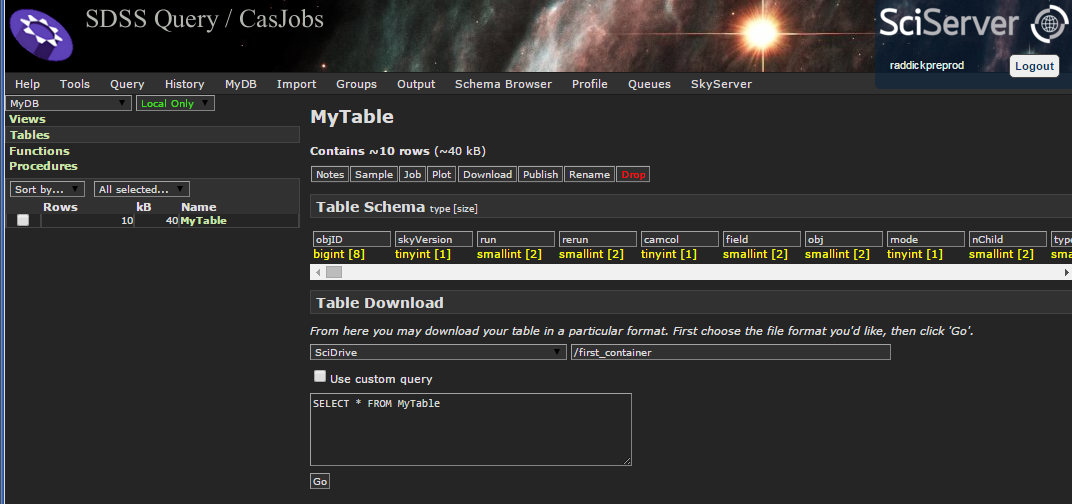 SDSS Query / CasJobs
SciServer
raddickpreprod
Logout
Help Tools Query History MyDB Import Groups Output Schema Browser Profile Queues SkyServer
MyDB Local Only
Views
Tables
Functions
Procedures
Sort by... All selected...
Rows kB Name
10 40 MyTable
MyTable
Contains ~10 rows (~40 kB)
Notes Sample Job Plot Download Publish Rename Drop
Table Schema type [size]
objID skyVersion run rerun camcol field obj mode nChild type
bigint [8] tinyint [1] smallint [2] smallint [2] tinyint [1] smallint [2] smallint [2] tinyint [1] smallint [2] sma
Table Download
From here you may download your table in a particular format. First choose the file format you'd like, then click 'Go'.
SciDrive /first_container
Use custom query
SELECT * FROM MyTable
Go